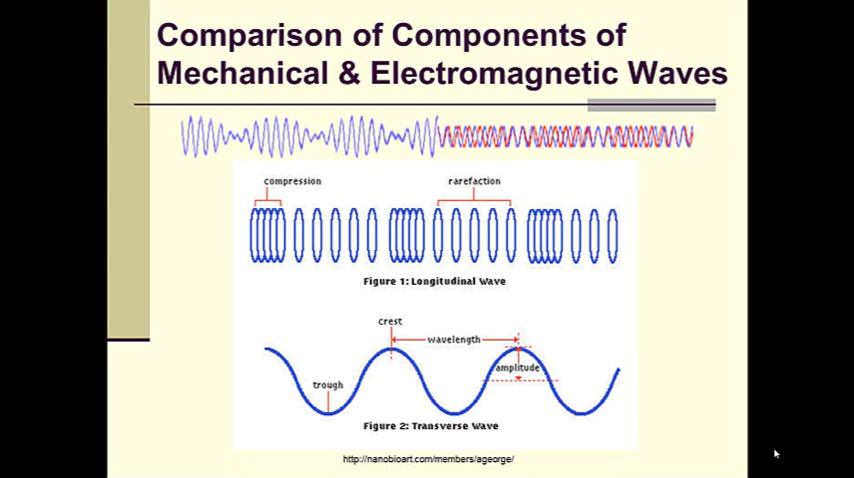 Comparison of Components of
Mechanical & Electromagnetic Waves
compression
rarefaction
Figure 1: Longitudinal Wave
crest
wavelength
amplitude
trough
Figure 2: Transverse Wave
http://nanobioart.com/members/ageorge/